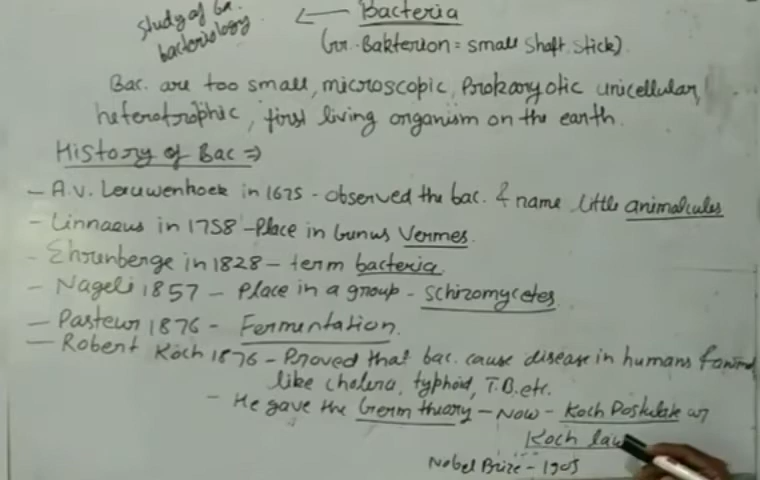 Study of Ba.
bacteriology
Bacteria
(Gr. Bakterion = small shaft stick).
Bac. are too small, microscopic, Prokaryotic unicellular,
heterotrophic, first living organism on the earth.
History of Bac ⇒
- A.V. Leeuwenhoek in 1675 - observed the bac. & name little animalcules
- Linnaeus in 1758 - Place in Genus Vermes.
- Ehrenberge in 1828 - term bacteria.
- Nageli 1857 - Place in a group - Schizomycetes.
- Pasteur 1876 - Fermentation.
- Robert Koch 1876 - Proved that bac. cause disease in humans &
like cholera, typhoid, T.B. etc.
- He gave the Germ theory - Now - Koch Postulate or
Koch law
Nobel Prize - 1905